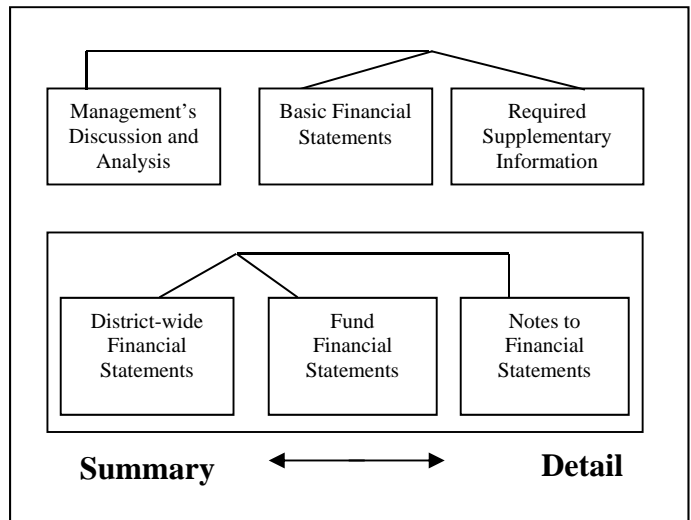 Management's
Discussion and
Analysis
Basic Financial
Statements
Required
Supplementary
Information
District-wide
Financial
Statements
Fund
Financial
Statements
Notes to
Financial
Statements
Summary
Detail